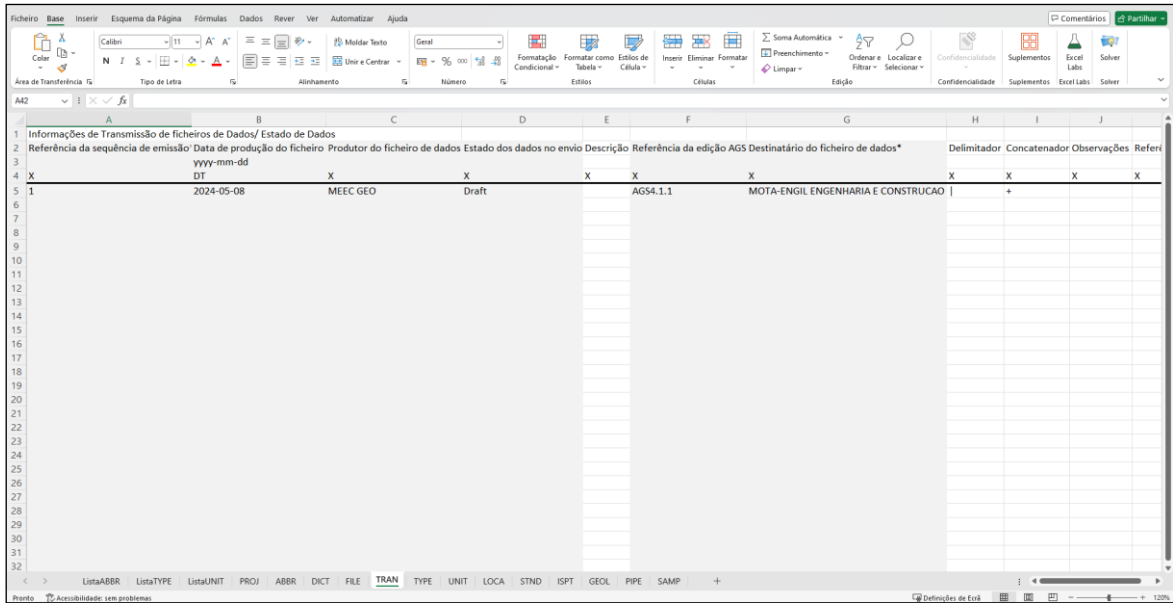 Ficheiro Base Inserir Esquema da Página Fórmulas Dados Rever Ver Automatizar Ajuda Comentários Partilhar
Colar Calibri 11 A A Moldar Texto Geral Formatação Condicional Formatar como Tabela Estilos de Célula Inserir Eliminar Formatar Soma Automática Ordenar e Filtrar Localizar e Selecionar Confidencialidade Suplementos Excel Labs Solver
N I S A Unir e Centrar % 000 Preenchimento
Limpar
Área de Transferência Tipo de Letra Alinhamento Número Estilos Células Edição Confidencialidade Suplementos Excel Labs Solver
A42 fx
A B C D E F G H I J
1 Informações de Transmissão de ficheiros de Dados/ Estado de Dados
2 Referência da sequência de emissão* Data de produção do ficheiro Produtor do ficheiro de dados Estado dos dados no envio Descrição Referência da edição AGS Destinatário do ficheiro de dados* Delimitador Concatenador Observações Referê
3 yyyy-mm-dd
4 X DT X X X X X X X X X
5 1 2024-05-08 MEEC GEO Draft AGS4.1.1 MOTA-ENGIL ENGENHARIA E CONSTRUCAO | +
6
7
8
9
10
11
12
13
14
15
16
17
18
19
20
21
22
23
24
25
26
27
28
29
30
31
32
ListaABBR ListaTYPE ListaUNIT PROJ ABBR DICT FILE TRAN TYPE UNIT LOCA STND ISPT GEOL PIPE SAMP +
Pronto Acessibilidade: sem problemas Definições de Ecrã - + 120%